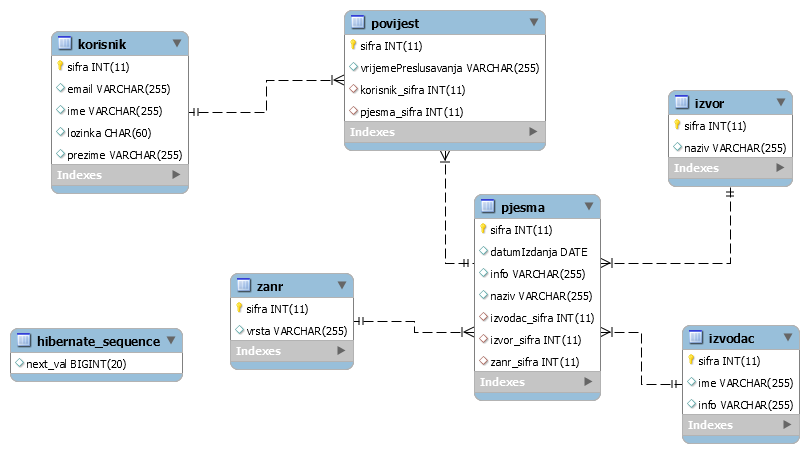 korisnik
sifra INT(11)
email VARCHAR(255)
ime VARCHAR(255)
lozinka CHAR(60)
prezime VARCHAR(255)
Indexes
povijest
sifra INT(11)
vrijemePreslusavanja VARCHAR(255)
korisnik_sifra INT(11)
pjesma_sifra INT(11)
Indexes
izvor
sifra INT(11)
naziv VARCHAR(255)
Indexes
pjesma
sifra INT(11)
datumIzdanja DATE
info VARCHAR(255)
naziv VARCHAR(255)
izvodac_sifra INT(11)
izvor_sifra INT(11)
zanr_sifra INT(11)
Indexes
zanr
sifra INT(11)
vrsta VARCHAR(255)
Indexes
hibernate_sequence
next_val BIGINT(20)
izvodac
sifra INT(11)
ime VARCHAR(255)
info VARCHAR(255)
Indexes